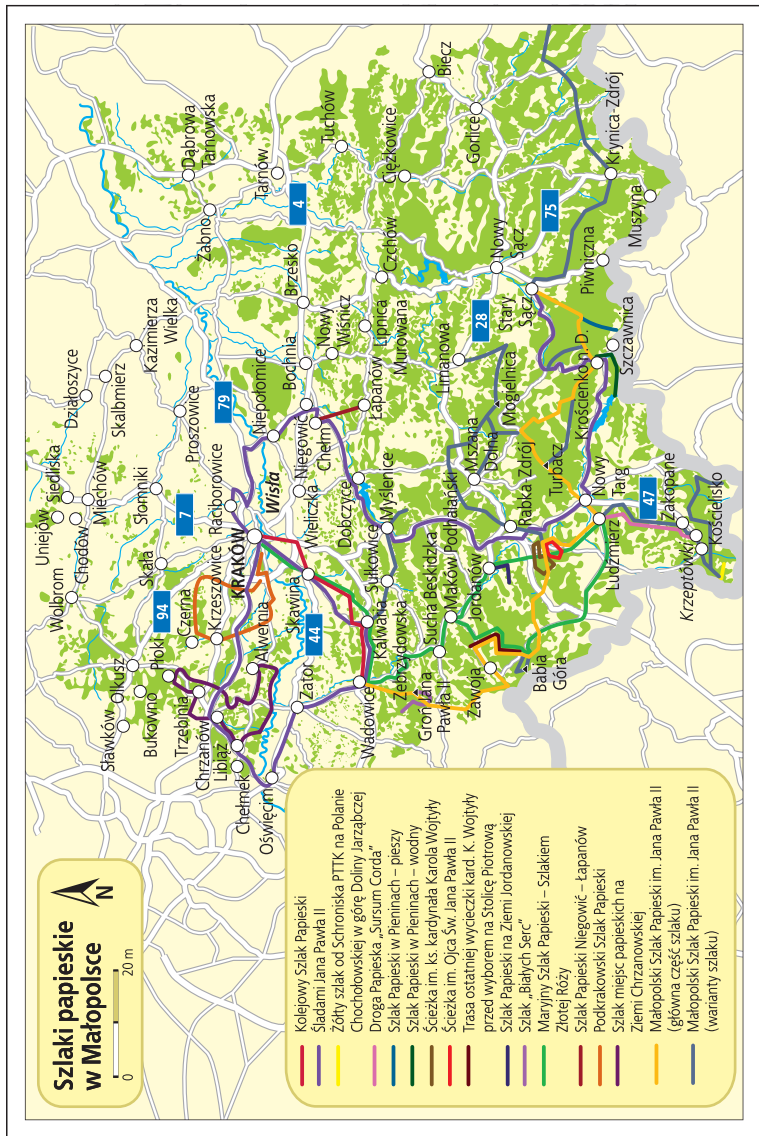 Szlaki papieskie
w Małopolsce
N
0
20 m
Kolejowy Szlak Papieski
Śladami Jana Pawła II
Żółty szlak od Schroniska PTTK na Polanie
Chochołowskiej w górę Doliny Jarząbczej
Droga Papieska „Sursum Corda”
Szlak Papieski w Pieninach – pieszy
Szlak Papieski w Pieninach – wodny
Ścieżka im. ks. kardynała Karola Wojtyły
Ścieżka im. Ojca Św. Jana Pawła II
Trasa ostatniej wycieczki kard. K. Wojtyły
przed wyborem na Stolicę Piotrową
Szlak Papieski na Ziemi Jordanowskiej
Szlak „Białych Serc”
Maryjny Szlak Papieski – Szlakiem
Złotej Róży
Szlak Papieski Niegowić – Łapanów
Podkrakowski Szlak Papieski
Szlak miejsc papieskich na
Ziemi Chrzanowskiej
Małopolski Szlak Papieski im. Jana Pawła II
(główna część szlaku)
Małopolski Szlak Papieski im. Jana Pawła II
(warianty szlaku)
Sławków
Olkusz
Bukowno
Wolbrom
Chodów
Uniejów
Siedliska
Miechów
Działoszyce
Skalbmierz
Kazimierza
Wielka
Słomniki
Proszowice
Skała
94
7
79
Czerna
Płoki
Trzebinia
Krzeszowice
Chrzanów
Libiąż
Chełmek
Oświęcim
Alwernia
KRAKÓW
Raciborowice
Wisła
Niepołomice
Wieliczka
Niegowić
Chełm
Bochnia
Brzesko
Żabno
Dąbrowa
Tarnowska
Tarnów
4
Tuchów
Skawina
44
Zator
Wadowice
Kalwaria
Zebrzydowska
Sułkowice
Dobczyce
Myślenice
Łapanów
Nowy
Wiśnicz
Lipnica
Murowana
Czchów
Ciężkowice
Biecz
Gorlice
Limanowa
28
Nowy
Sącz
Stary
Sącz
75
Krynica-Zdrój
Muszyna
Piwniczna
Szczawnica
Krościenko n. D.
Mogielnica
Mszana
Dolna
Rabka Zdrój
Turbacz
Jordanów
Maków Podhalański
Sucha Beskidzka
Groń Jana
Pawła II
Zawoja
Babia
Góra
Nowy
Targ
Ludźmierz
47
Zakopane
Kościelisko
Krzeptówki